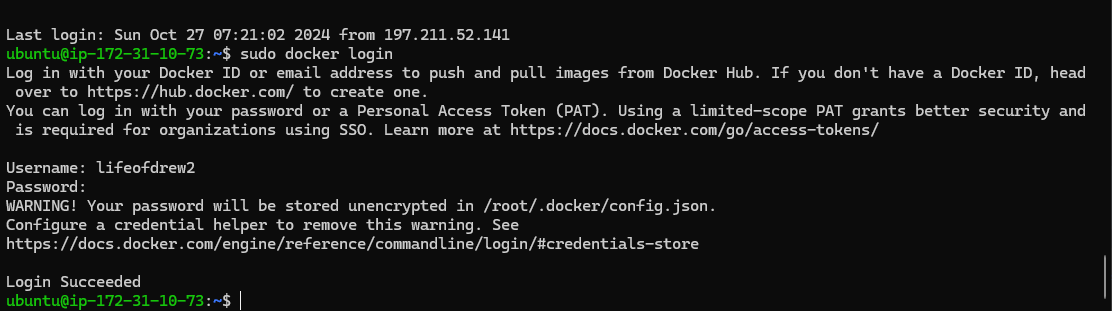 Last login: Sun Oct 27 07:21:02 2024 from 197.211.52.141
ubuntu@ip-172-31-10-73:~$ sudo docker login
Log in with your Docker ID or email address to push and pull images from Docker Hub. If you don't have a Docker ID, head
over to https://hub.docker.com/ to create one.
You can log in with your password or a Personal Access Token (PAT). Using a limited-scope PAT grants better security and
is required for organizations using SSO. Learn more at https://docs.docker.com/go/access-tokens/
Username: lifeofdrew2
Password:
WARNING! Your password will be stored unencrypted in /root/.docker/config.json.
Configure a credential helper to remove this warning. See
https://docs.docker.com/engine/reference/commandline/login/#credentials-store
Login Succeeded
ubuntu@ip-172-31-10-73:~$